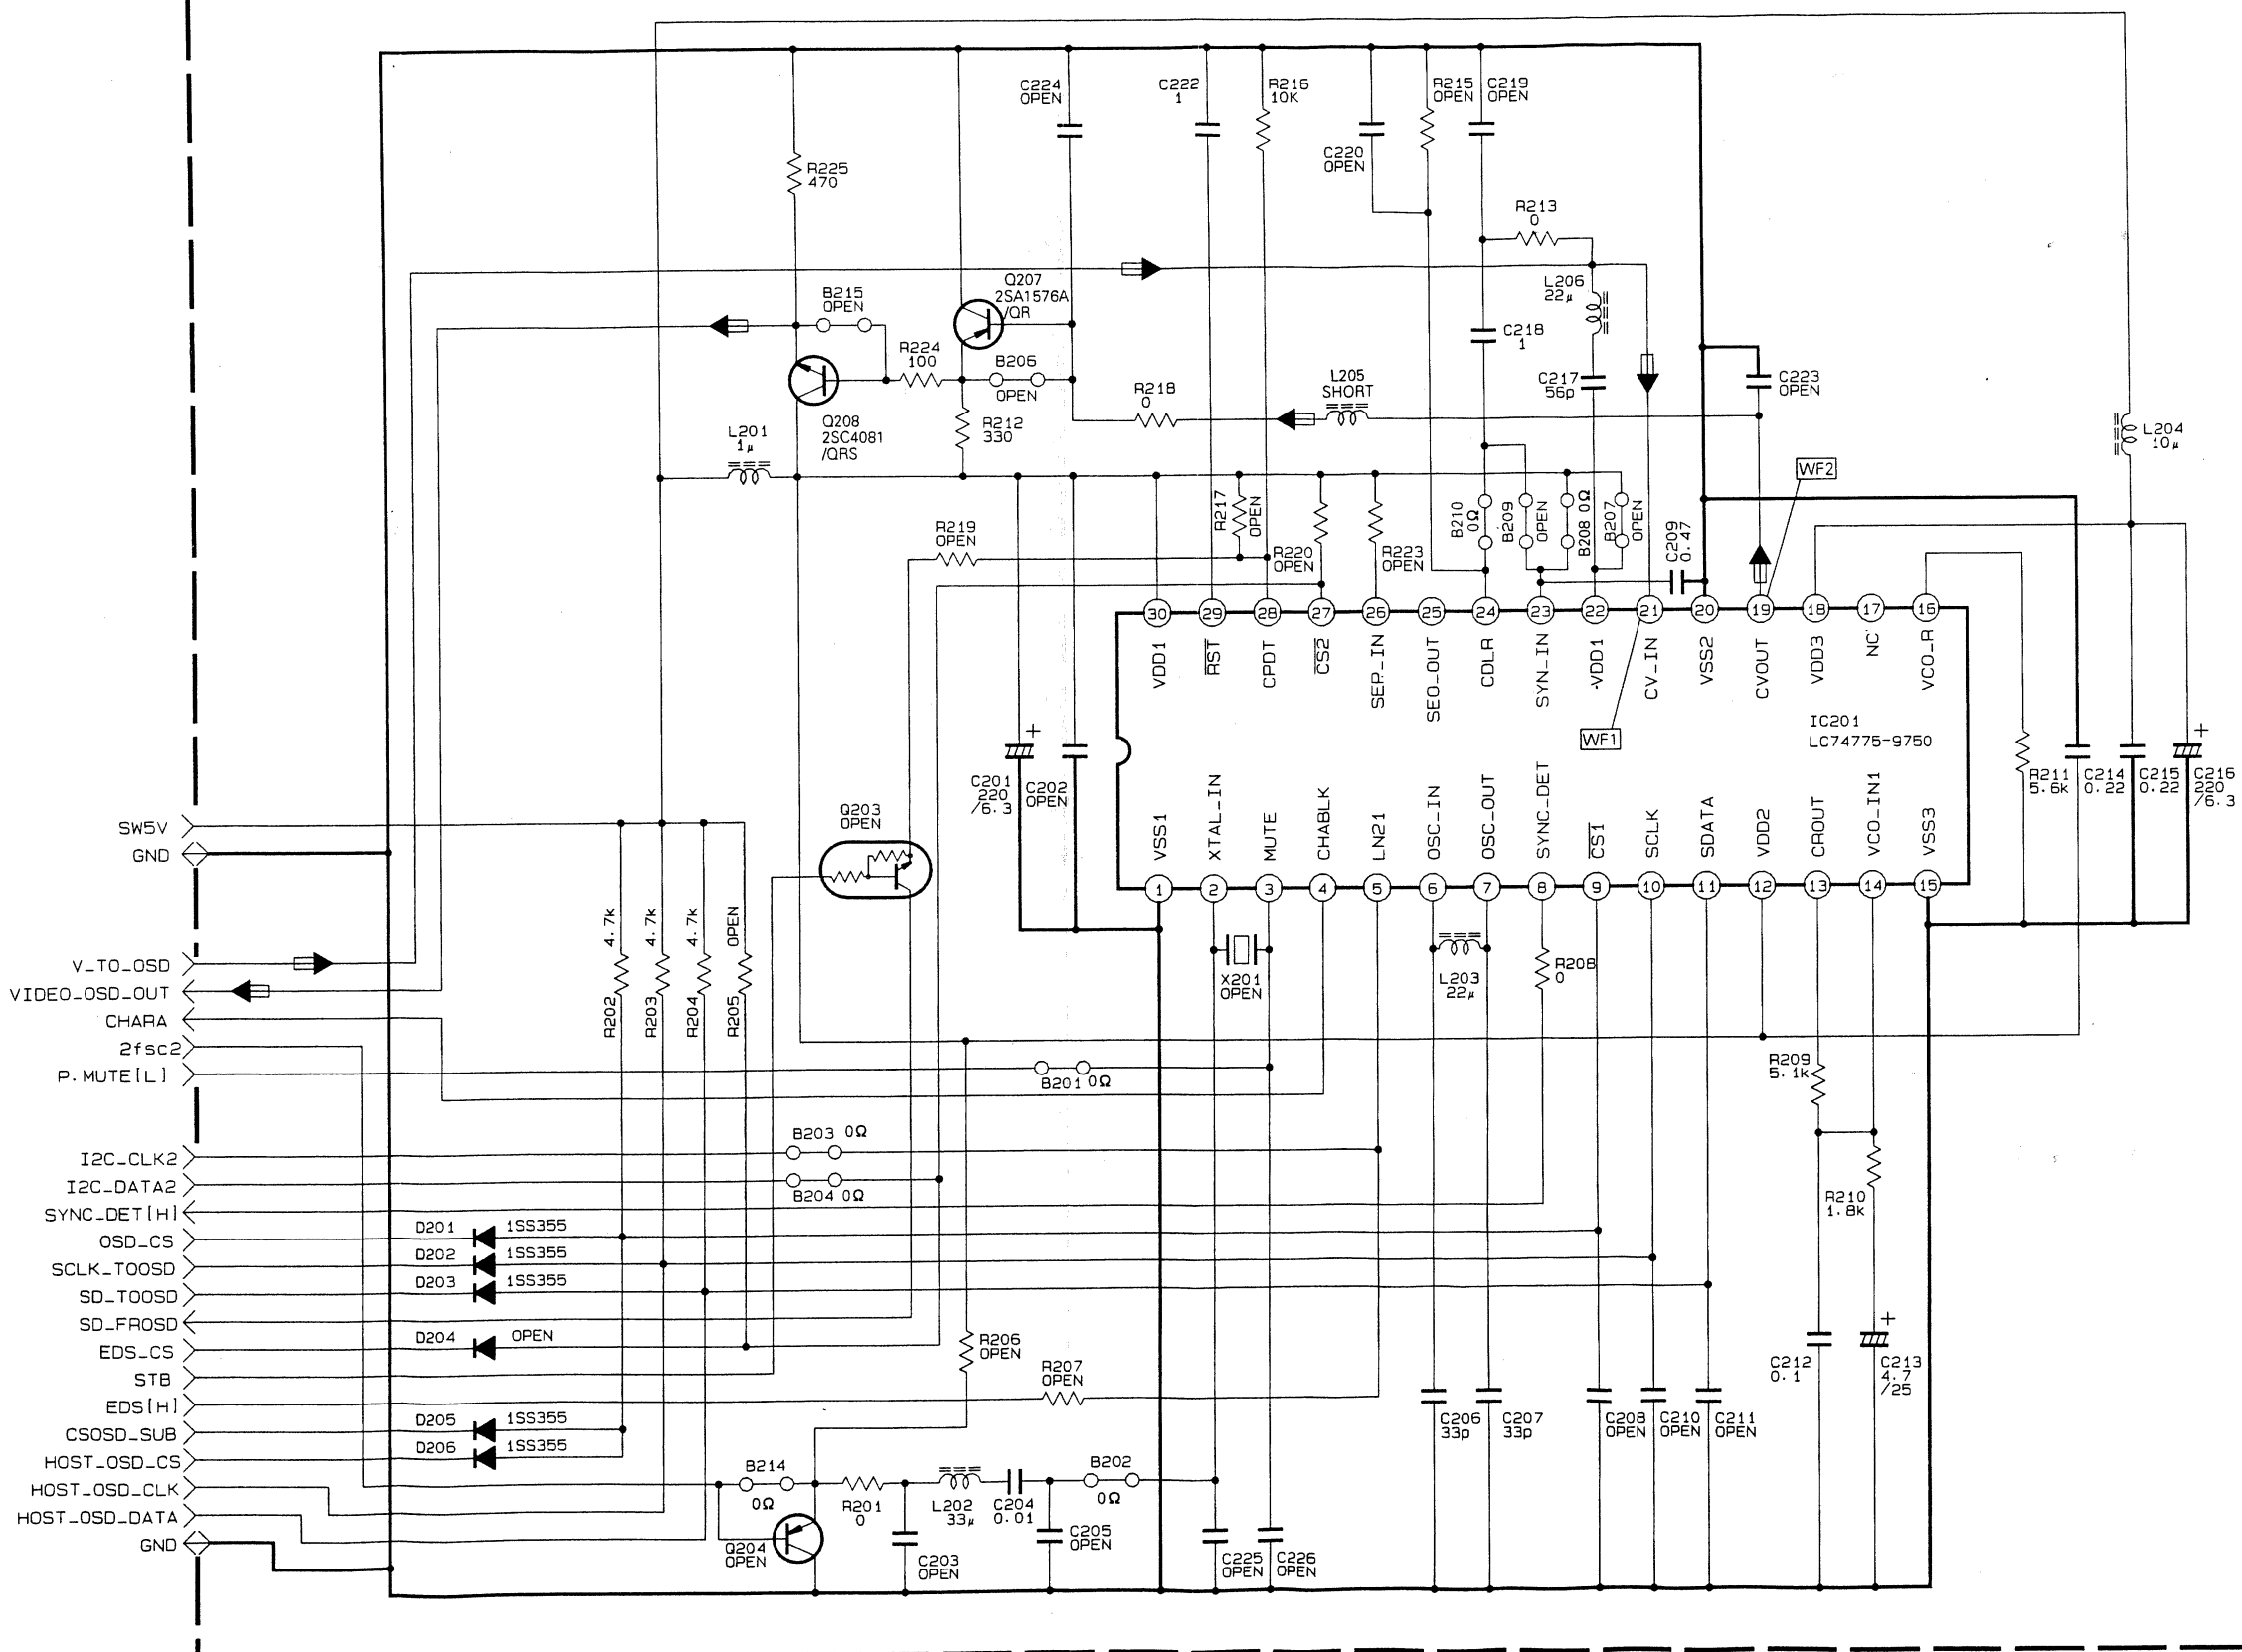 C224
OPEN
C222
1
R216
10K
R215
OPEN
C219
OPEN
C220
OPEN
R225
470
R213
0
Q207
2SA1576A
/QR
B215
OPEN
L206
22µ
R224
100
B206
OPEN
C218
1
C217
56p
L205
SHORT
R218
0
C223
OPEN
Q208
2SC4081
/QRS
R212
330
L201
1µ
L204
10µ
WF2
R219
OPEN
R217
OPEN
R220
OPEN
R223
OPEN
B210
0Ω
B209
OPEN
B208 0Ω
B207
OPEN
C209
0.47
30
29
28
27
26
25
24
23
22
21
20
19
18
17
16
VDD1
RST
CPDT
CS2
SEP_IN
SEO_OUT
CDLR
SYN_IN
-VDD1
CV_IN
VSS2
CVOUT
VDD3
NC
VCO_R
IC201
LC74775-9750
WF1
C201
220
/6.3
C202
OPEN
R211
5.6k
C214
0.22
C215
0.22
C216
220
/6.3
VSS1
XTAL_IN
MUTE
CHABLK
LN21
OSC_IN
OSC_OUT
SYNC_DET
CS1
SCLK
SDATA
VDD2
CROUT
VCO_IN1
VSS3
1
2
3
4
5
6
7
8
9
10
11
12
13
14
15
Q203
OPEN
SW5V
GND
R202
4.7k
R203
4.7k
R204
4.7k
R205
OPEN
X201
OPEN
L203
22µ
R208
0
V_TO_OSD
VIDEO_OSD_OUT
CHARA
2fsc2
P.MUTE[L]
B201 0Ω
R209
5.1k
I2C_CLK2
B203 0Ω
I2C_DATA2
B204 0Ω
SYNC_DET[H]
R210
1.8k
OSD_CS
D201
1SS355
SCLK_TOOSD
D202
1SS355
SD_TOOSD
D203
1SS355
SD_FROSD
EDS_CS
D204
OPEN
R206
OPEN
STB
R207
OPEN
C212
0.1
C213
4.7
/25
EDS[H]
CSOSD_SUB
D205
1SS355
HOST_OSD_CS
D206
1SS355
C206
33p
C207
33p
C208
OPEN
C210
OPEN
C211
OPEN
HOST_OSD_CLK
HOST_OSD_DATA
GND
B214
0Ω
R201
0
L202
33µ
C204
0.01
B202
0Ω
Q204
OPEN
C203
OPEN
C205
OPEN
C225
OPEN
C226
OPEN